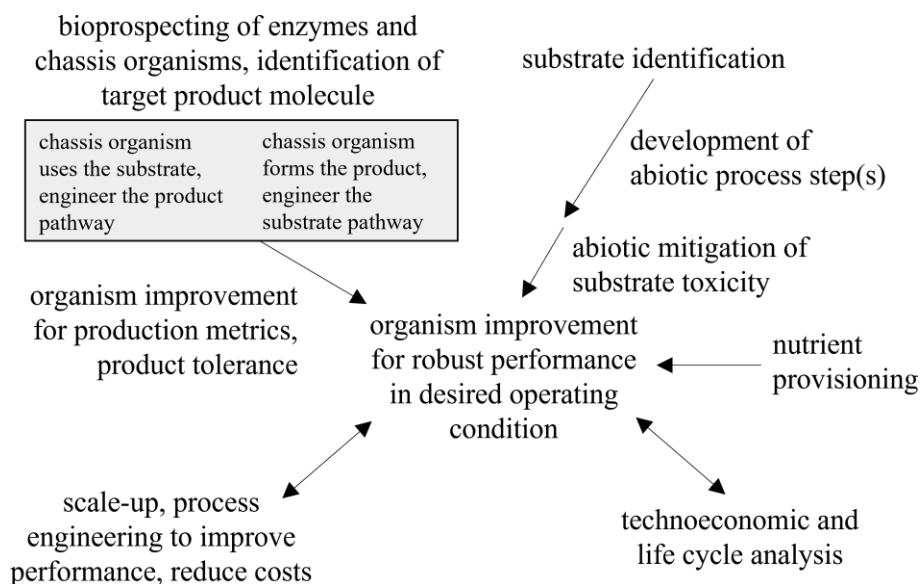 bioprospecting of enzymes and
chassis organisms, identification of
target product molecule
chassis organism
uses the substrate,
engineer the product
pathway
chassis organism
forms the product,
engineer the
substrate pathway
substrate identification
development of
abiotic process step(s)
abiotic mitigation of
substrate toxicity
organism improvement
for production metrics,
product tolerance
organism improvement
for robust performance
in desired operating
condition
nutrient
provisioning
scale-up, process
engineering to improve
performance, reduce costs
technoeconomic and
life cycle analysis